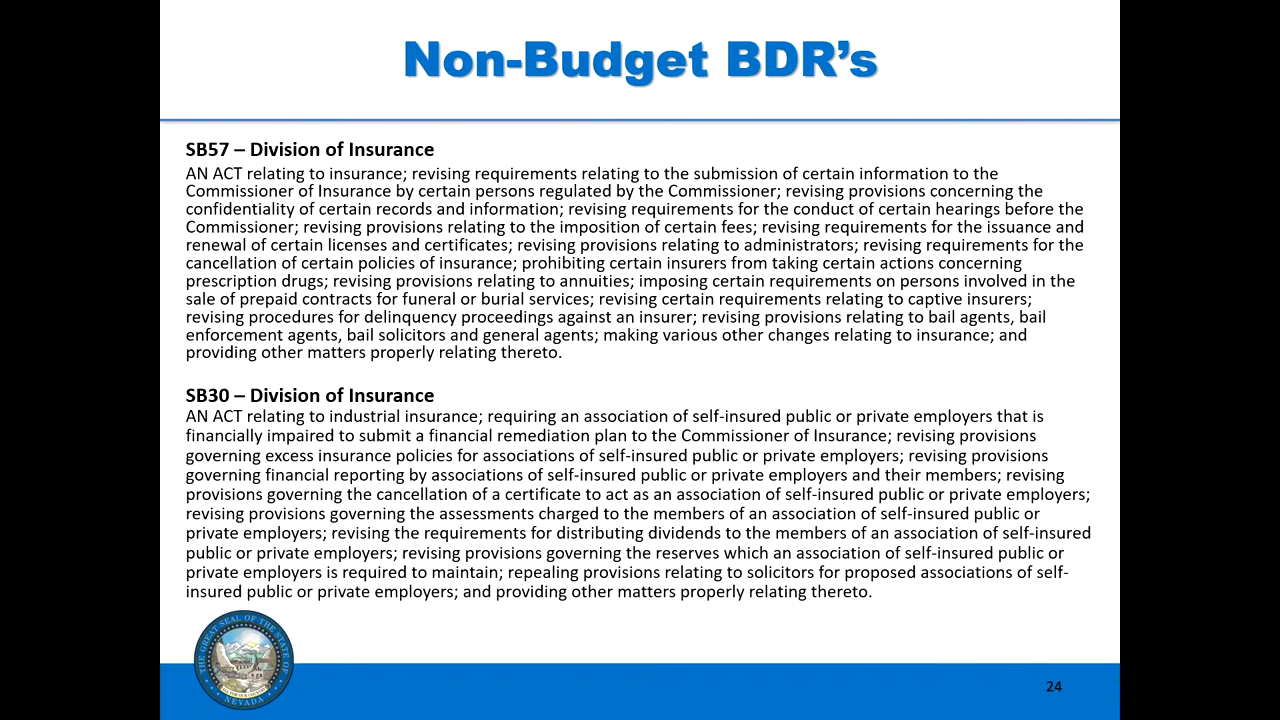 Non-Budget BDR’s
SB57 – Division of Insurance
AN ACT relating to insurance; revising requirements relating to the submission of certain information to the
Commissioner of Insurance by certain persons regulated by the Commissioner; revising provisions concerning the
confidentiality of certain records and information; revising requirements for the conduct of certain hearings before the
Commissioner; revising provisions relating to the imposition of certain fees; revising requirements for the issuance and
renewal of certain licenses and certificates; revising provisions relating to administrators; revising requirements for the
cancellation of certain policies of insurance; prohibiting certain insurers from taking certain actions concerning
prescription drugs; revising provisions relating to annuities; imposing certain requirements on persons involved in the
sale of prepaid contracts for funeral or burial services; revising certain requirements relating to captive insurers;
revising procedures for delinquency proceedings against an insurer; revising provisions relating to bail agents, bail
enforcement agents, bail solicitors and general agents; making various other changes relating to insurance; and
providing other matters properly relating thereto.
SB30 – Division of Insurance
AN ACT relating to industrial insurance; requiring an association of self-insured public or private employers that is
financially impaired to submit a financial remediation plan to the Commissioner of Insurance; revising provisions
governing excess insurance policies for associations of self-insured public or private employers; revising provisions
governing financial reporting by associations of self-insured public or private employers and their members; revising
provisions governing the cancellation of a certificate to act as an association of self-insured public or private employers;
revising provisions governing the assessments charged to the members of an association of self-insured public or
private employers; revising the requirements for distributing dividends to the members of an association of self-insured
public or private employers; revising provisions governing the reserves which an association of self-insured public or
private employers is required to maintain; repealing provisions relating to solicitors for proposed associations of self-
insured public or private employers; and providing other matters properly relating thereto.
THE GREAT SEAL OF THE STATE OF
NEVADA
24